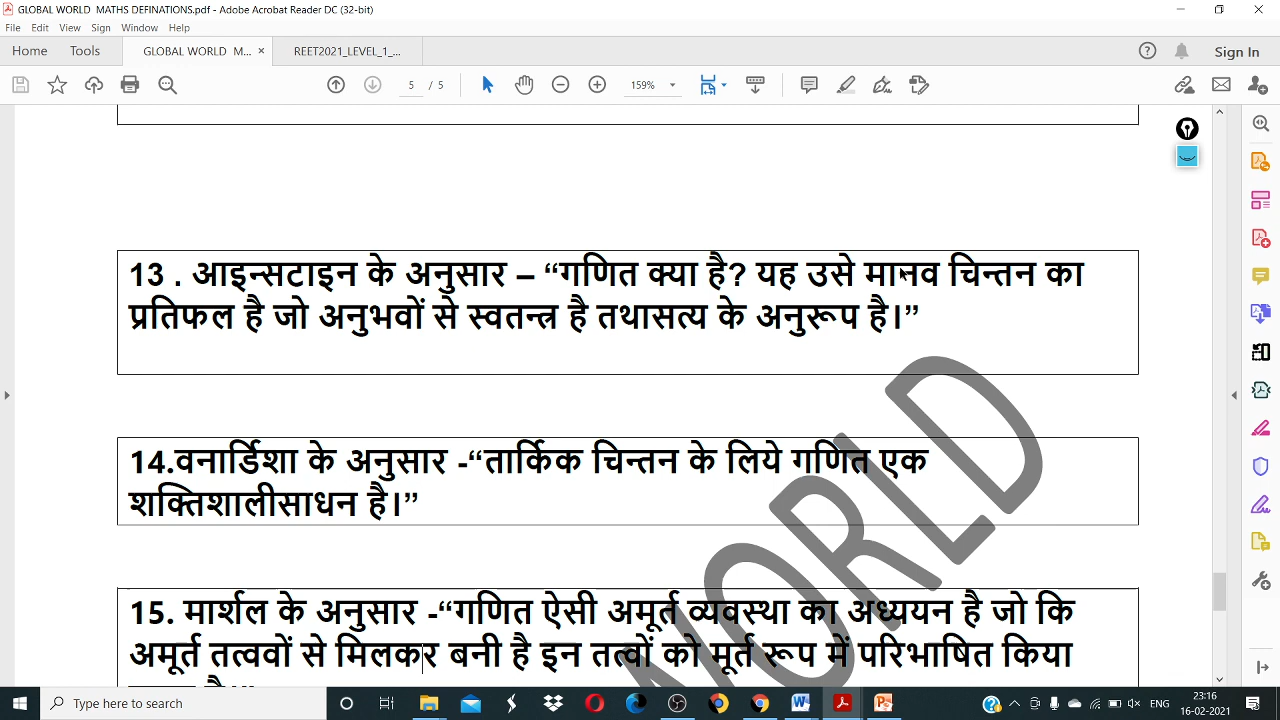 GLOBAL WORLD MATHS DEFINATIONS.pdf - Adobe Acrobat Reader DC (32-bit)
File Edit View Sign Window Help
Home Tools GLOBAL WORLD M... × REET2021_LEVEL_1_... Sign In
5 / 5 159%
13 . आइन्सटाइन के अनुसार – “गणित क्या है? यह उसे मानव चिन्तन का
प्रतिफल है जो अनुभवों से स्वतन्त्र है तथासत्य के अनुरूप है।”
14.वनार्डिशा के अनुसार -“तार्किक चिन्तन के लिये गणित एक
शक्तिशालीसाधन है।”
15. मार्शल के अनुसार -“गणित ऐसी अमूर्त व्यवस्था का अध्ययन है जो कि
अमूर्त तत्ववों से मिलकर बनी है इन तत्वों को मूर्त रूप में परिभाषित किया
WORLD
Type here to search
ENG
23:16
16-02-2021